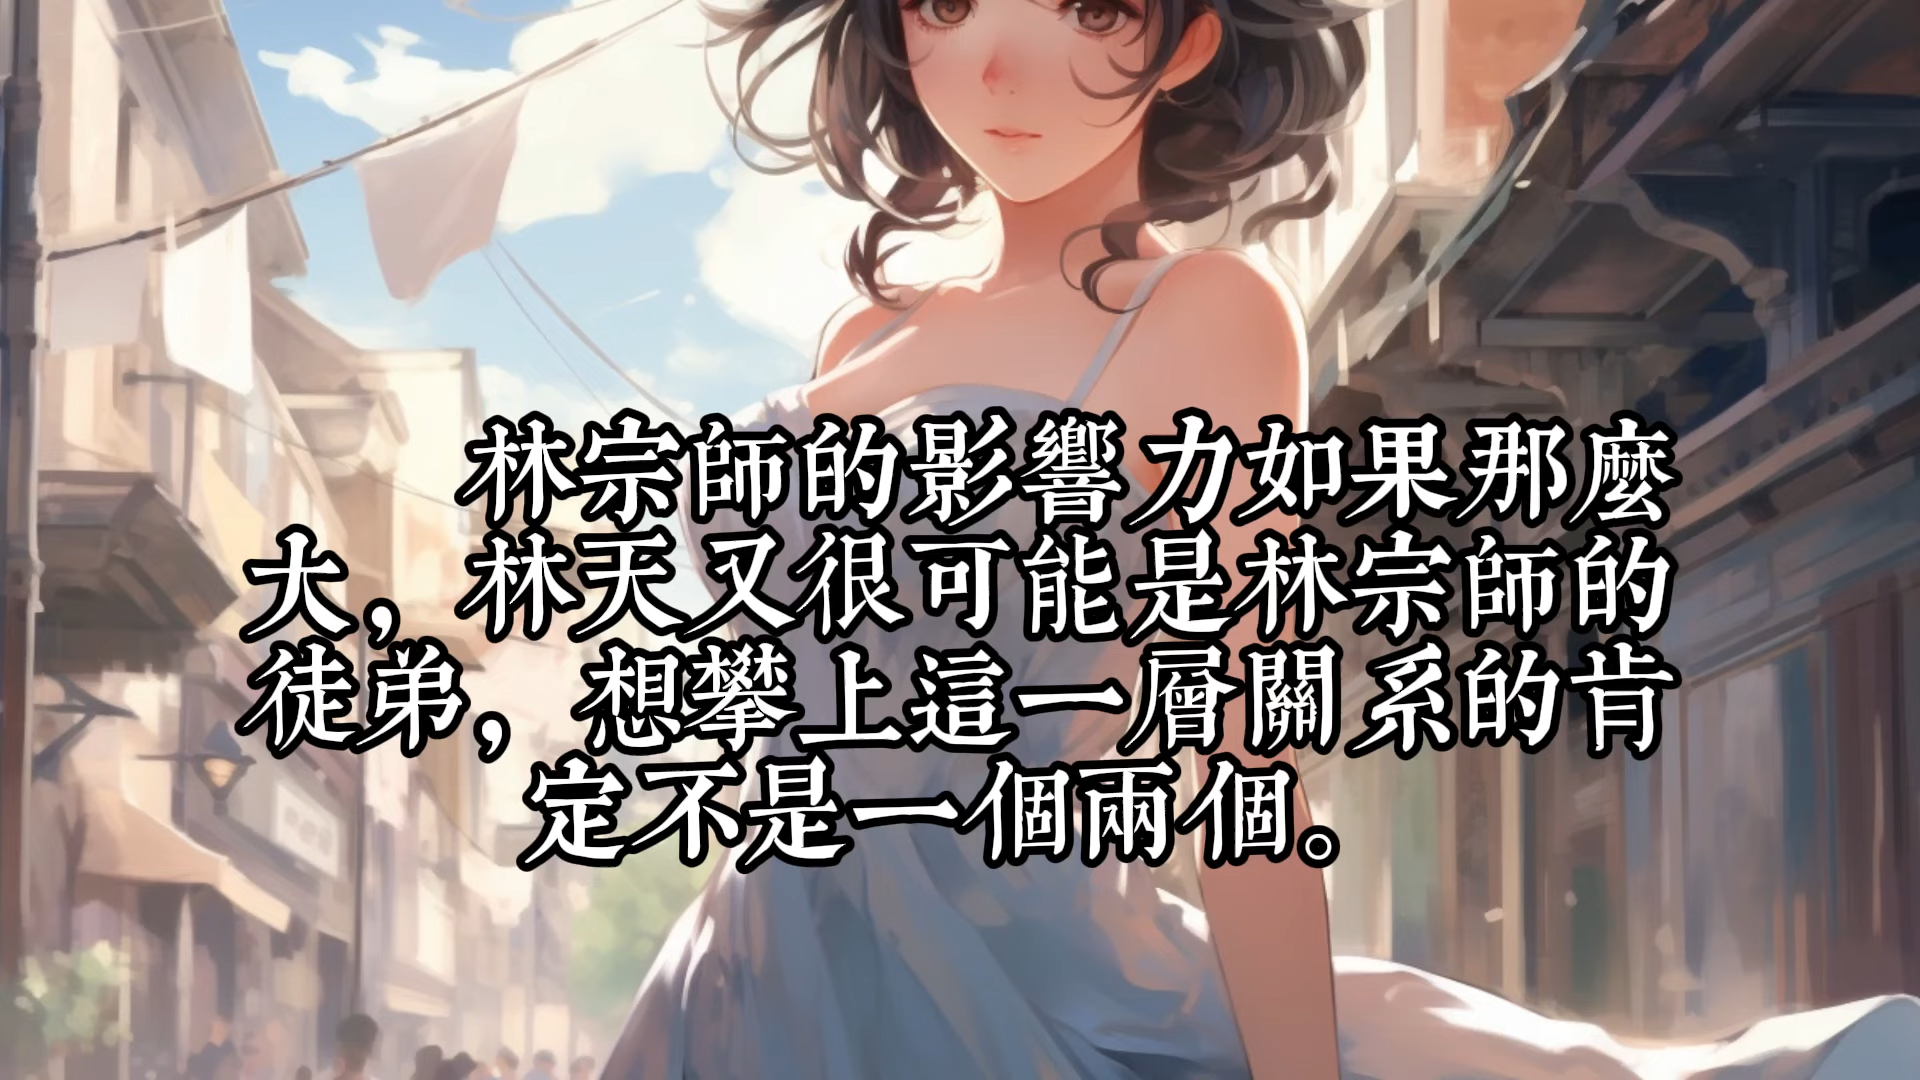 林宗師的影響力如果那麼
大，林天又很可能是林宗師的
徒弟，想攀上這一層關系的肯
定不是一個兩個。